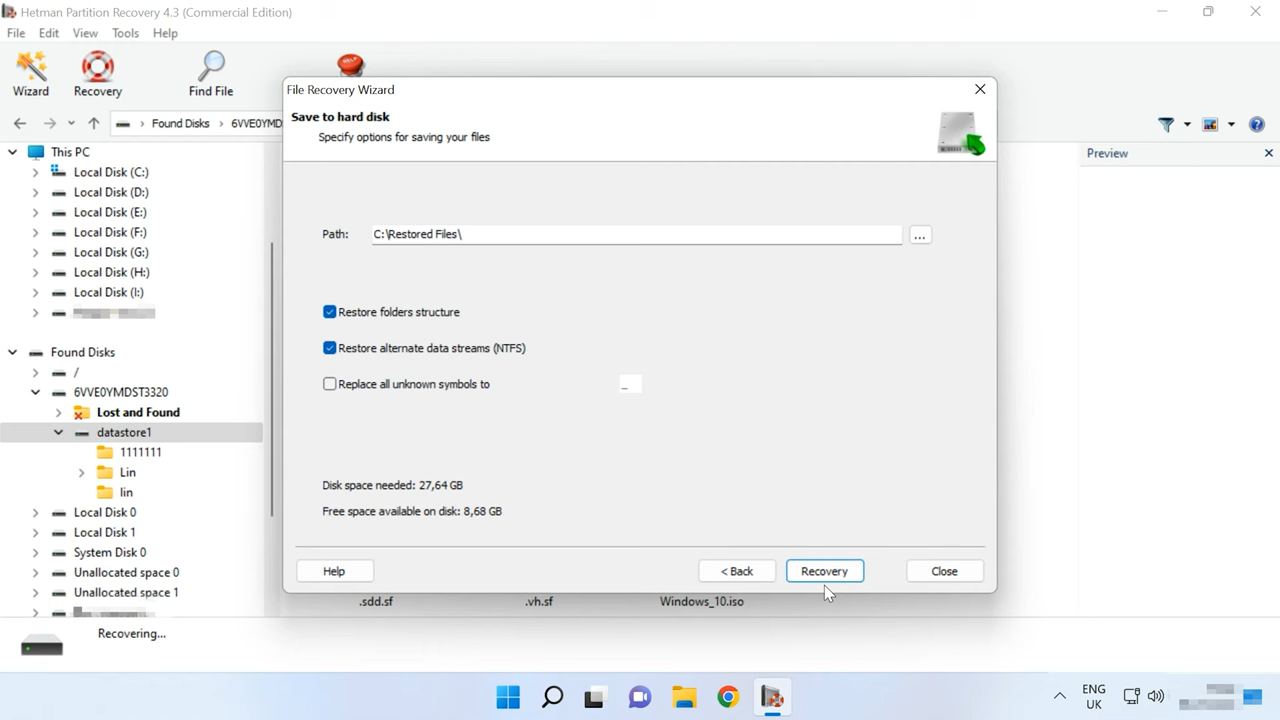 Hetman Partition Recovery 4.3 (Commercial Edition)
File Edit View Tools Help
HELP
Wizard Recovery Find File
Found Disks 6VVE0YMD
This PC
Local Disk (C:)
Local Disk (D:)
Local Disk (E:)
Local Disk (F:)
Local Disk (G:)
Local Disk (H:)
Local Disk (I:)
Found Disks
/
6VVE0YMDST3320
Lost and Found
datastore1
1111111
Lin
lin
Local Disk 0
Local Disk 1
System Disk 0
Unallocated space 0
Unallocated space 1
File Recovery Wizard
Save to hard disk
Specify options for saving your files
Path: C:\Restored Files\ ...
Restore folders structure
Restore alternate data streams (NTFS)
Replace all unknown symbols to _
Disk space needed: 27,64 GB
Free space available on disk: 8,68 GB
Help < Back Recovery Close
.sdd.sf .vh.sf Windows_10.iso
Preview
Recovering...
ENG
UK